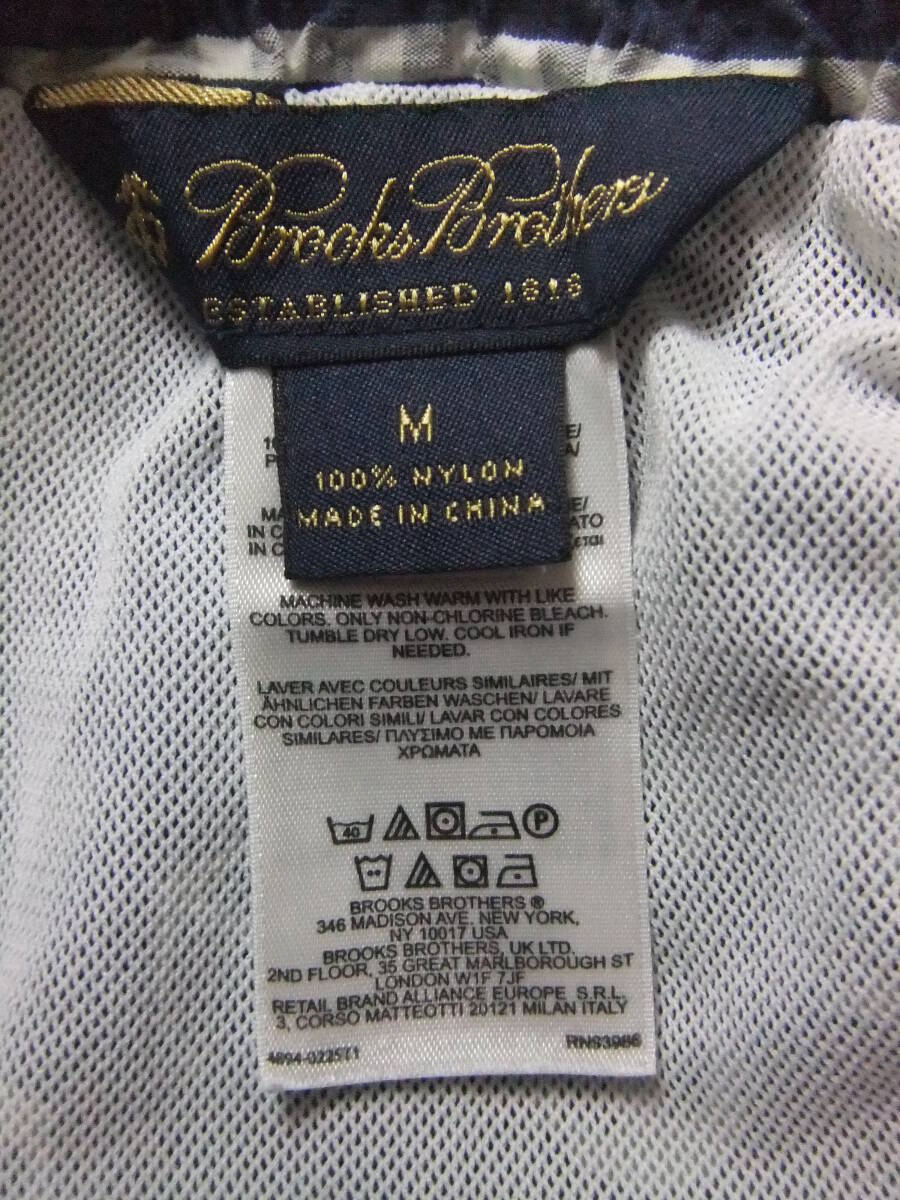 Brooks Brothers
ESTABLISHED 1818
M
100% NYLON
MADE IN CHINA
MACHINE WASH WARM WITH LIKE
COLORS. ONLY NON-CHLORINE BLEACH.
TUMBLE DRY LOW. COOL IRON IF
NEEDED.
LAVER AVEC COULEURS SIMILAIRES/ MIT
ÄHNLICHEN FARBEN WASCHEN/ LAVARE
CON COLORI SIMILI/ LAVAR CON COLORES
SIMILARES/ ΠΛΥΣΙΜΟ ΜΕ ΠΑΡΟΜΟΙΑ
ΧΡΩΜΑΤΑ
40 P
BROOKS BROTHERS ®
346 MADISON AVE, NEW YORK,
NY 10017 USA
BROOKS BROTHERS, UK LTD.
2ND FLOOR, 35 GREAT MARLBOROUGH ST
LONDON W1F 7JF
RETAIL BRAND ALLIANCE EUROPE S.R.L.
3, CORSO MATTEOTTI 20121 MILAN ITALY
RN93986